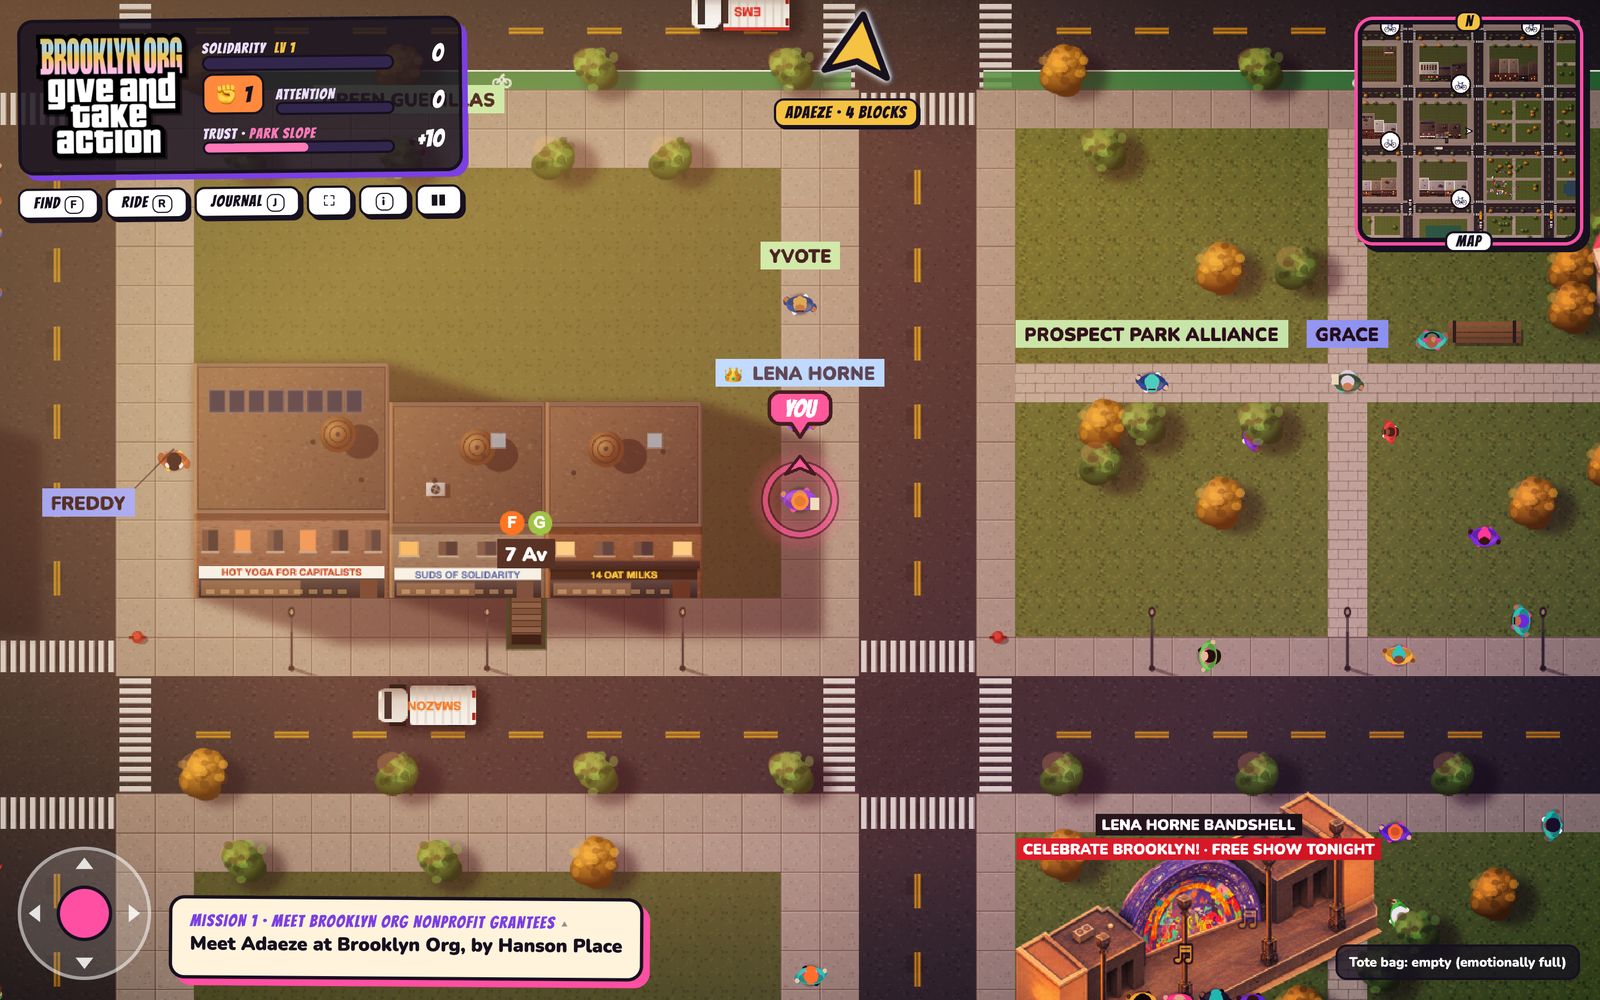 BROOKLYN ORG
give and
take
action
SOLIDARITY LV 1
0
1
ATTENTION
0
TRUST · PARK SLOPE
+10
FIND F
RIDE R
JOURNAL J
i
EMS
ADAEZE · 4 BLOCKS
N
MAP
YVOTE
LENA HORNE
YOU
PROSPECT PARK ALLIANCE
GRACE
FREDDY
F G
7 Av
HOT YOGA FOR CAPITALISTS
SUDS OF SOLIDARITY
14 OAT MILKS
SMAZON
LENA HORNE BANDSHELL
CELEBRATE BROOKLYN! · FREE SHOW TONIGHT
MISSION 1 · MEET BROOKLYN ORG NONPROFIT GRANTEES
Meet Adaeze at Brooklyn Org, by Hanson Place
Tote bag: empty (emotionally full)